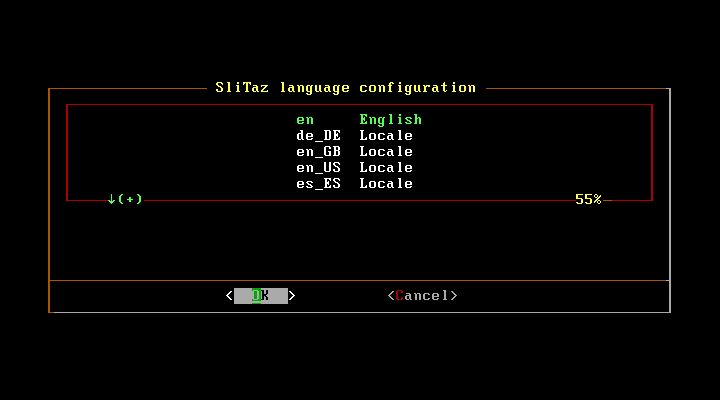 SliTaz language configuration
en English
de_DE Locale
en_GB Locale
en_US Locale
es_ES Locale
↓(+) 55%
< OK > <Cancel>